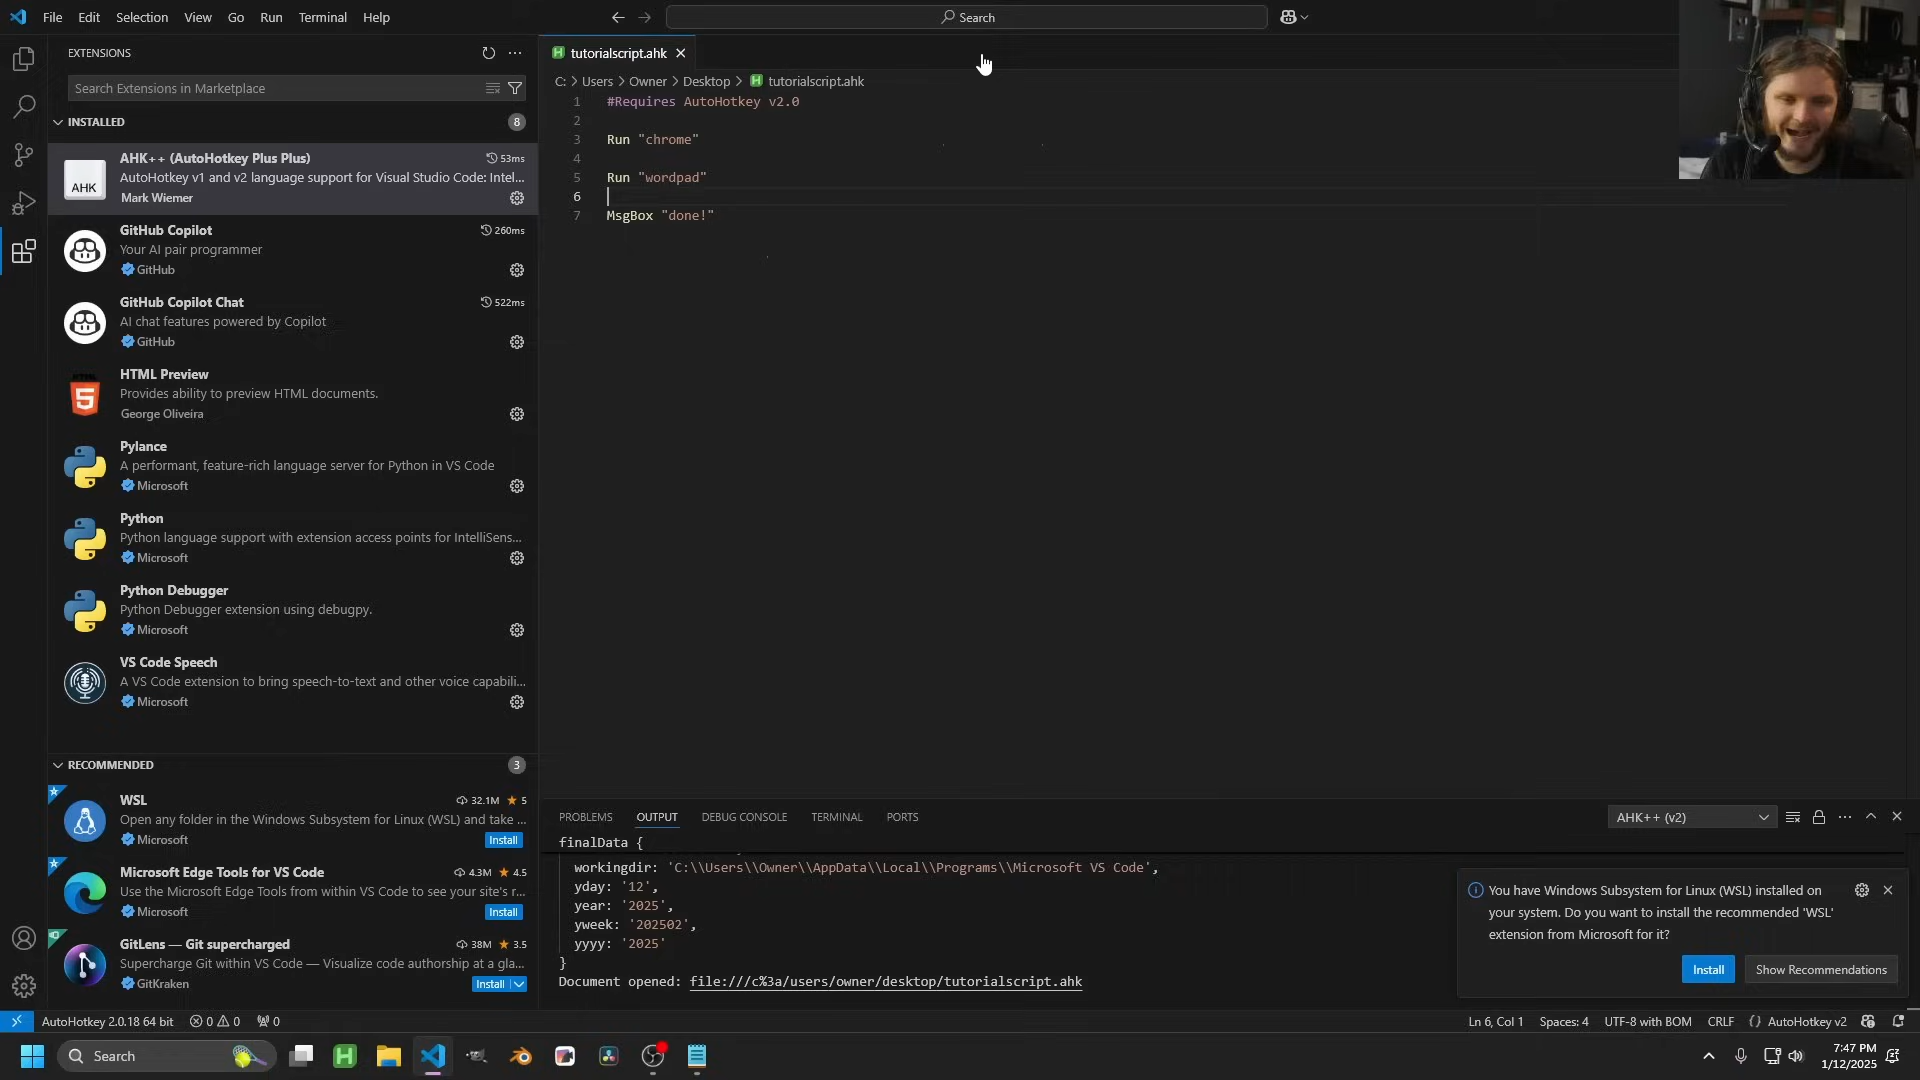 File Edit Selection View Go Run Terminal Help
Search
EXTENSIONS
Search Extensions in Marketplace
INSTALLED 8
AHK++ (AutoHotkey Plus Plus) 53ms
AutoHotkey v1 and v2 language support for Visual Studio Code: Intel...
Mark Wiemer
GitHub Copilot 260ms
Your AI pair programmer
GitHub
GitHub Copilot Chat 522ms
AI chat features powered by Copilot
GitHub
HTML Preview
Provides ability to preview HTML documents.
George Oliveira
Pylance
A performant, feature-rich language server for Python in VS Code
Microsoft
Python
Python language support with extension access points for IntelliSens...
Microsoft
Python Debugger
Python Debugger extension using debugpy.
Microsoft
VS Code Speech
A VS Code extension to bring speech-to-text and other voice capabili...
Microsoft
RECOMMENDED 3
WSL 32.1M 5
Open any folder in the Windows Subsystem for Linux (WSL) and take ...
Microsoft Install
Microsoft Edge Tools for VS Code 4.3M 4.5
Use the Microsoft Edge Tools from within VS Code to see your site's r...
Microsoft Install
GitLens — Git supercharged 38M 3.5
Supercharge Git within VS Code — Visualize code authorship at a gla...
GitKraken Install
tutorialscript.ahk
C: > Users > Owner > Desktop > tutorialscript.ahk
1 #Requires AutoHotkey v2.0
2
3 Run "chrome"
4
5 Run "wordpad"
6
7 MsgBox "done!"
PROBLEMS OUTPUT DEBUG CONSOLE TERMINAL PORTS AHK++ (v2)
finalData {
workingdir: 'C:\\Users\\Owner\\AppData\\Local\\Programs\\Microsoft VS Code',
yday: '12',
year: '2025',
yweek: '202502',
yyyy: '2025'
}
Document opened: file:///c%3a/users/owner/desktop/tutorialscript.ahk
You have Windows Subsystem for Linux (WSL) installed on
your system. Do you want to install the recommended 'WSL'
extension from Microsoft for it?
Install Show Recommendations
AutoHotkey 2.0.18 64 bit 0 0 0 Ln 6, Col 1 Spaces: 4 UTF-8 with BOM CRLF {} AutoHotkey v2
Search
7:47 PM
1/12/2025